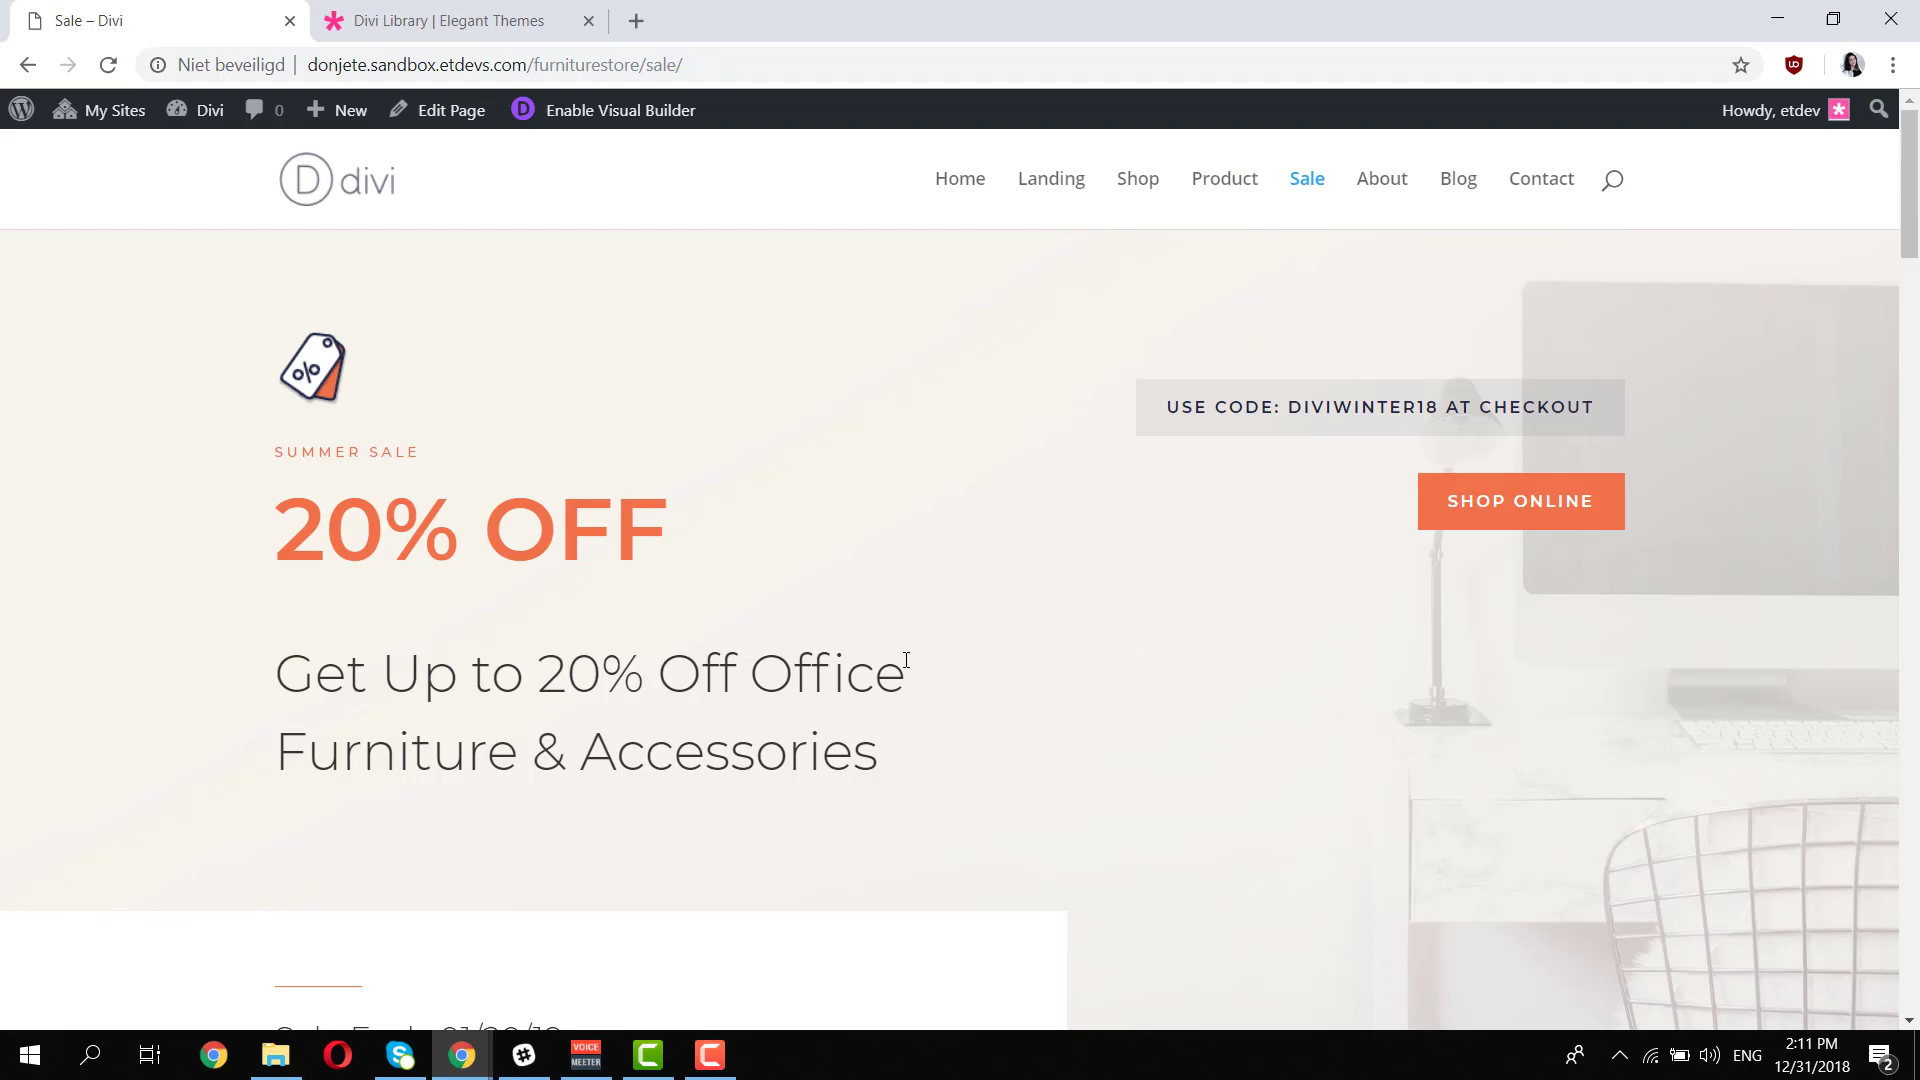 Sale – Divi
Divi Library | Elegant Themes
Niet beveiligd
donjete.sandbox.etdevs.com/furniturestore/sale/
My Sites
Divi
0
New
Edit Page
D
Enable Visual Builder
Howdy, etdev
D divi
Home
Landing
Shop
Product
Sale
About
Blog
Contact
%
USE CODE: DIVIWINTER18 AT CHECKOUT
SUMMER SALE
20% OFF
SHOP ONLINE
Get Up to 20% Off Office
Furniture & Accessories
VOICE
MEETER
ENG
2:11 PM
12/31/2018
2